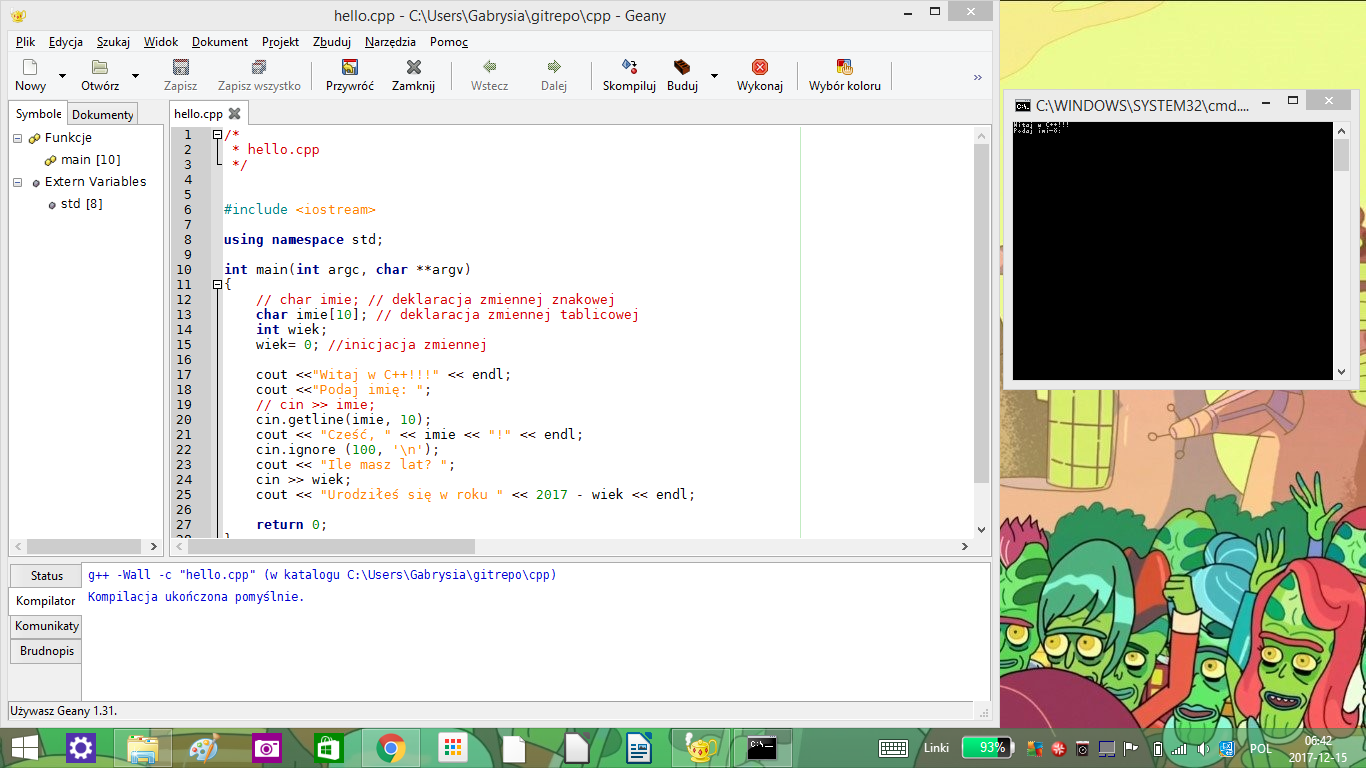 hello.cpp - C:\Users\Gabrysia\gitrepo\cpp - Geany
Plik Edycja Szukaj Widok Dokument Projekt Zbuduj Narzędzia Pomoc
Nowy Otwórz Zapisz Zapisz wszystko Przywróć Zamknij Wstecz Dalej Skompiluj Buduj Wykonaj Wybór koloru »
Symbole Dokumenty
Funkcje
main [10]
Extern Variables
std [8]
hello.cpp
1 /*
2 * hello.cpp
3 */
4
5
6 #include <iostream>
7
8 using namespace std;
9
10 int main(int argc, char **argv)
11 {
12 // char imie; // deklaracja zmiennej znakowej
13 char imie[10]; // deklaracja zmiennej tablicowej
14 int wiek;
15 wiek= 0; //inicjacja zmiennej
16
17 cout <<"Witaj w C++!!!" << endl;
18 cout <<"Podaj imię: ";
19 // cin >> imie;
20 cin.getline(imie, 10);
21 cout << "Cześć, " << imie << "!" << endl;
22 cin.ignore (100, '\n');
23 cout << "Ile masz lat? ";
24 cin >> wiek;
25 cout << "Urodziłeś się w roku " << 2017 - wiek << endl;
26
27 return 0;
28 }
C:\WINDOWS\SYSTEM32\cmd....
Witaj w C++!!!
Podaj
Status
Kompilator
Komunikaty
Brudnopis
g++ -Wall -c "hello.cpp" (w katalogu C:\Users\Gabrysia\gitrepo\cpp)
Kompilacja ukończona pomyślnie.
Używasz Geany 1.31.
Linki 93% POL 06:42
2017-12-15